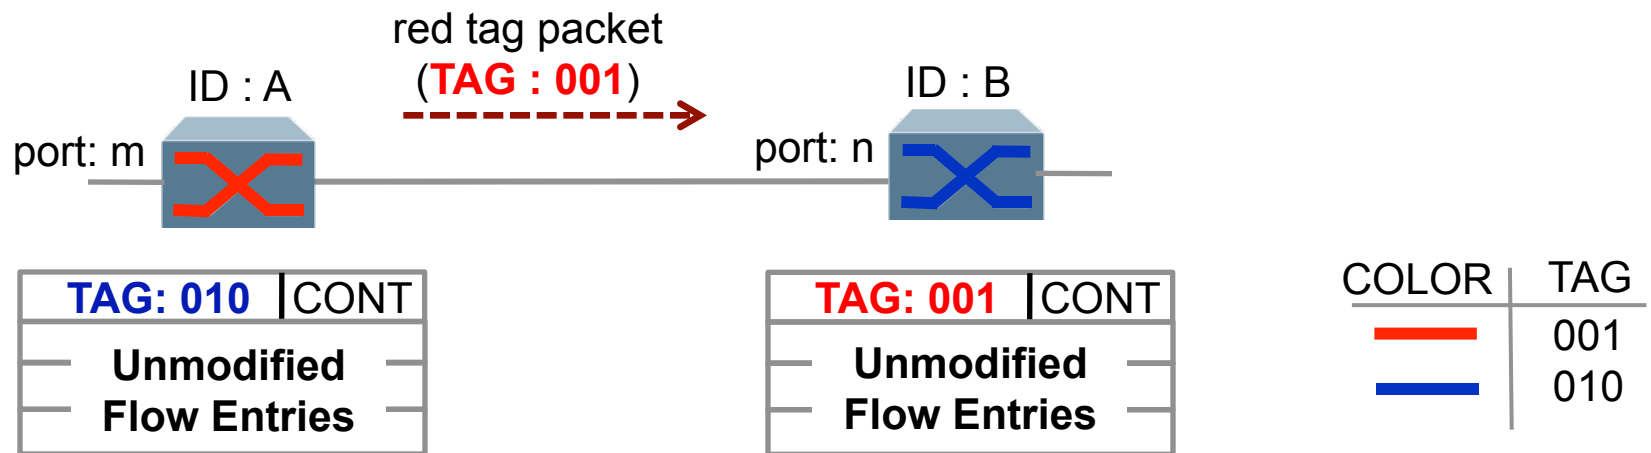 red tag packet
(TAG : 001)
ID : A
ID : B
port: m
port: n
TAG: 010 CONT
Unmodified
Flow Entries
TAG: 001 CONT
Unmodified
Flow Entries
COLOR TAG
001
010